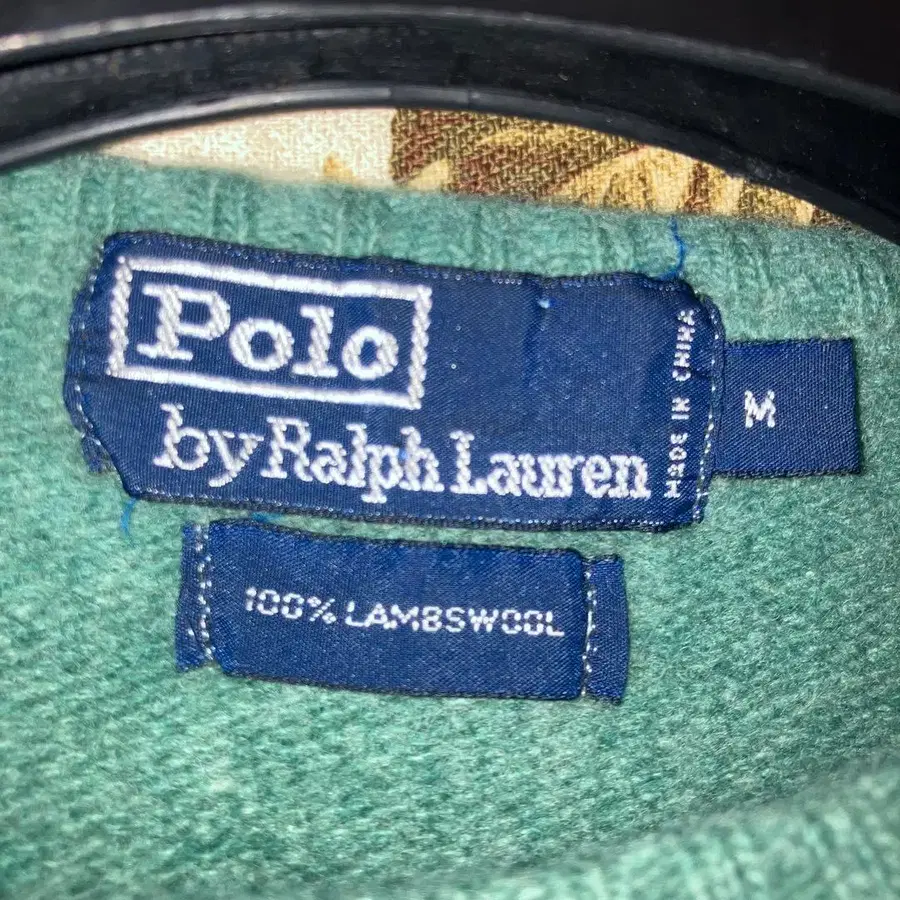 Polo
by Ralph Lauren
MADE IN CHINA
M
100% LAMBSWOOL